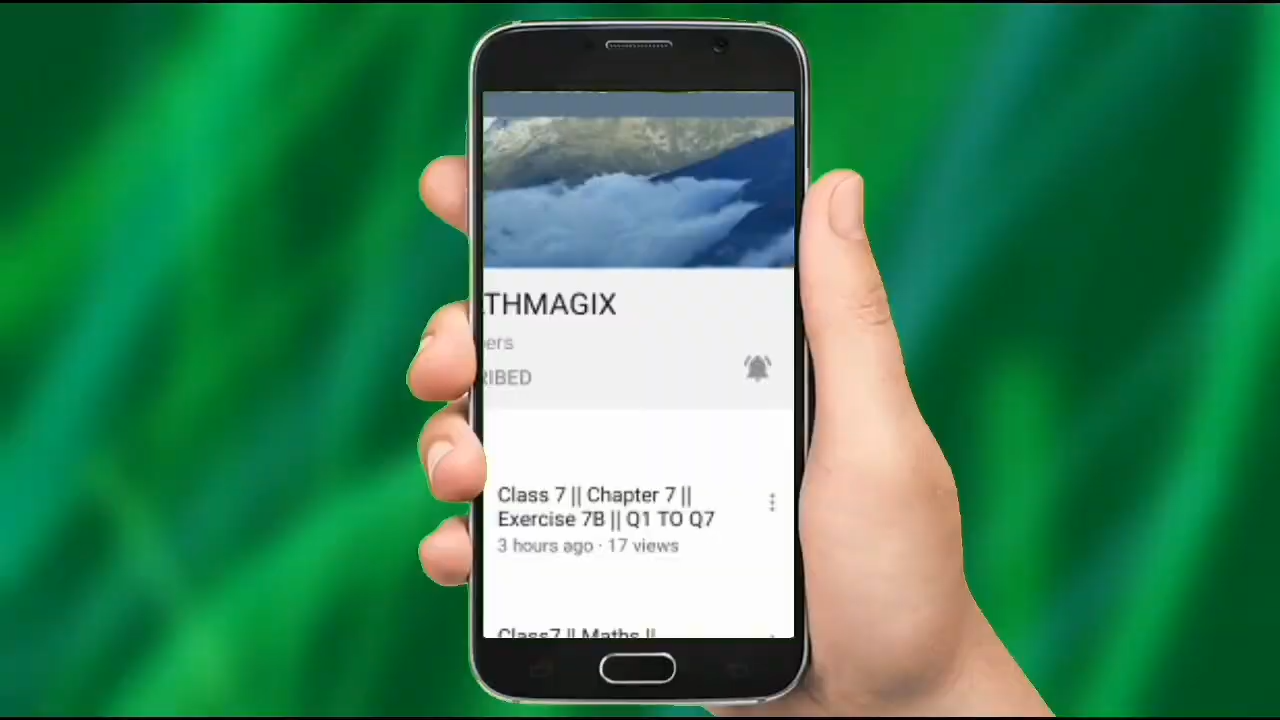 THMAGIX
ers
RIBED
Class 7 || Chapter 7 ||
Exercise 7B || Q1 TO Q7
3 hours ago · 17 views
Class7 || Maths ||